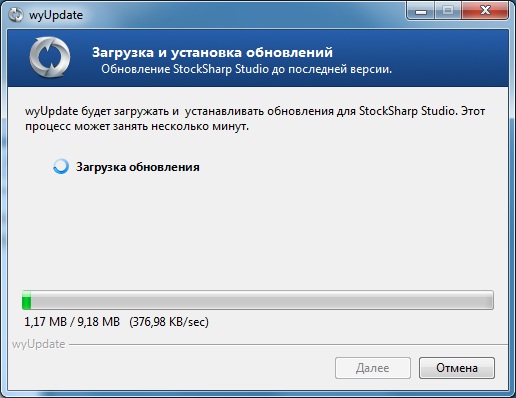 wyUpdate
Загрузка и установка обновлений
Обновление StockSharp Studio до последней версии.
wyUpdate будет загружать и  устанавливать обновления для StockSharp Studio. Этот
процесс может занять несколько минут.
Загрузка обновления
1,17 MB / 9,18 MB   (376,98 KB/sec)
wyUpdate
Далее
Отмена